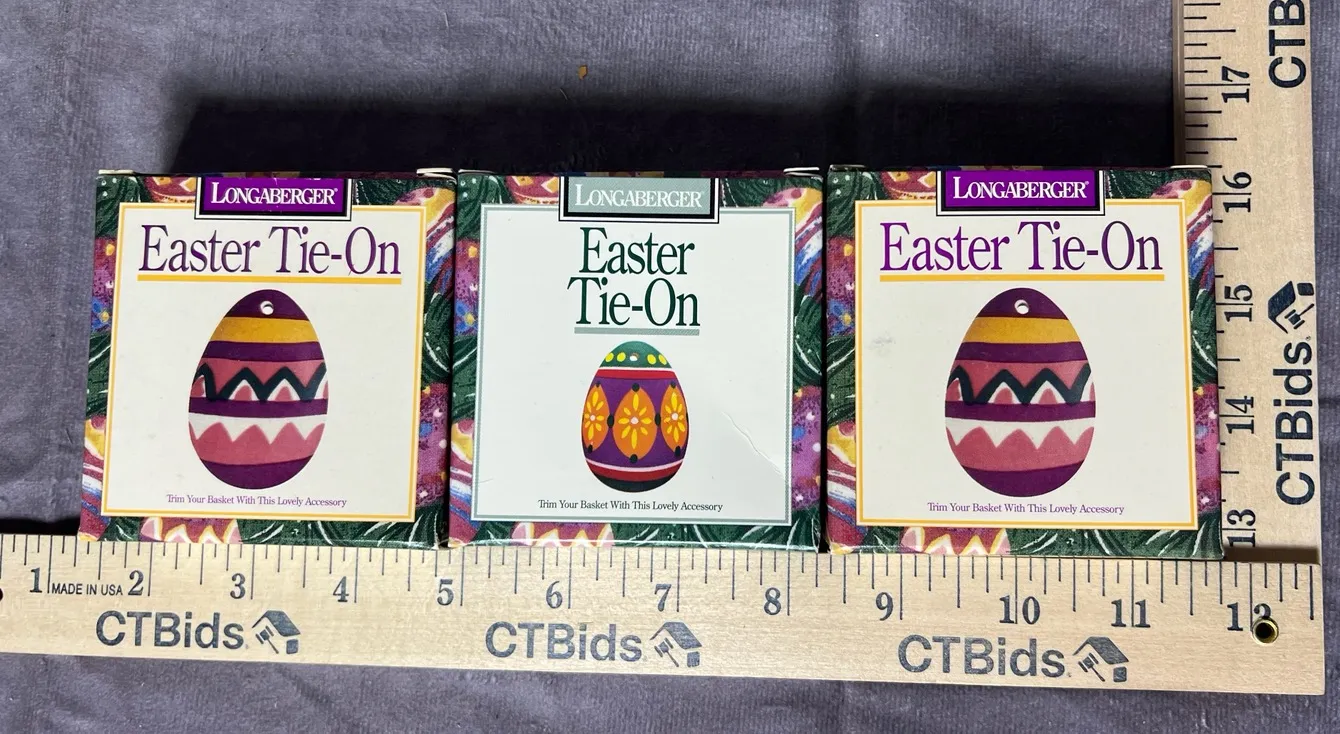 LONGABERGER®
Easter Tie-On
Trim Your Basket With This Lovely Accessory
LONGABERGER®
Easter
Tie-On
Trim Your Basket With This Lovely Accessory
LONGABERGER®
Easter Tie-On
Trim Your Basket With This Lovely Accessory
1 MADE IN USA 2 3 4 5 6 7 8 9 10 11 12
CTBids. CTBids. CTBids.
13 14 15 16 17
CTBids. CTB